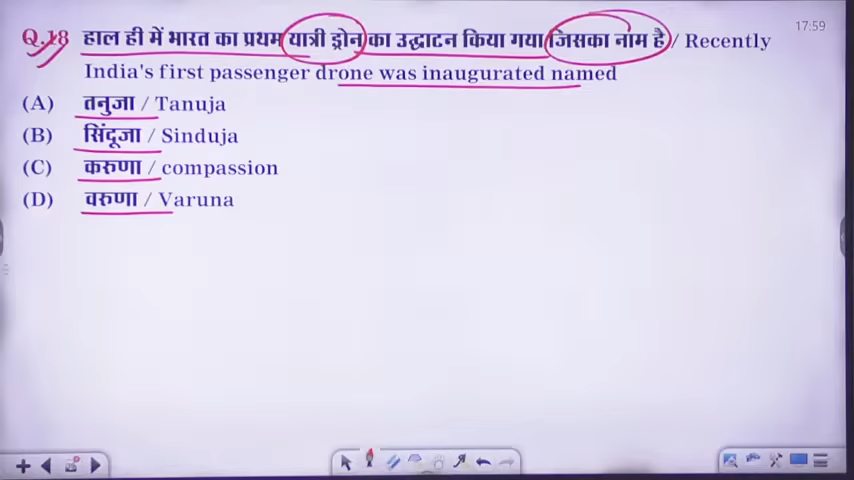 17:59
Q.18 हाल ही में भारत का प्रथम यात्री ड्रोन का उद्धाटन किया गया जिसका नाम है / Recently
India's first passenger drone was inaugurated named
(A) तनुजा / Tanuja
(B) सिंदूजा / Sinduja
(C) करुणा / compassion
(D) वरुणा / Varuna